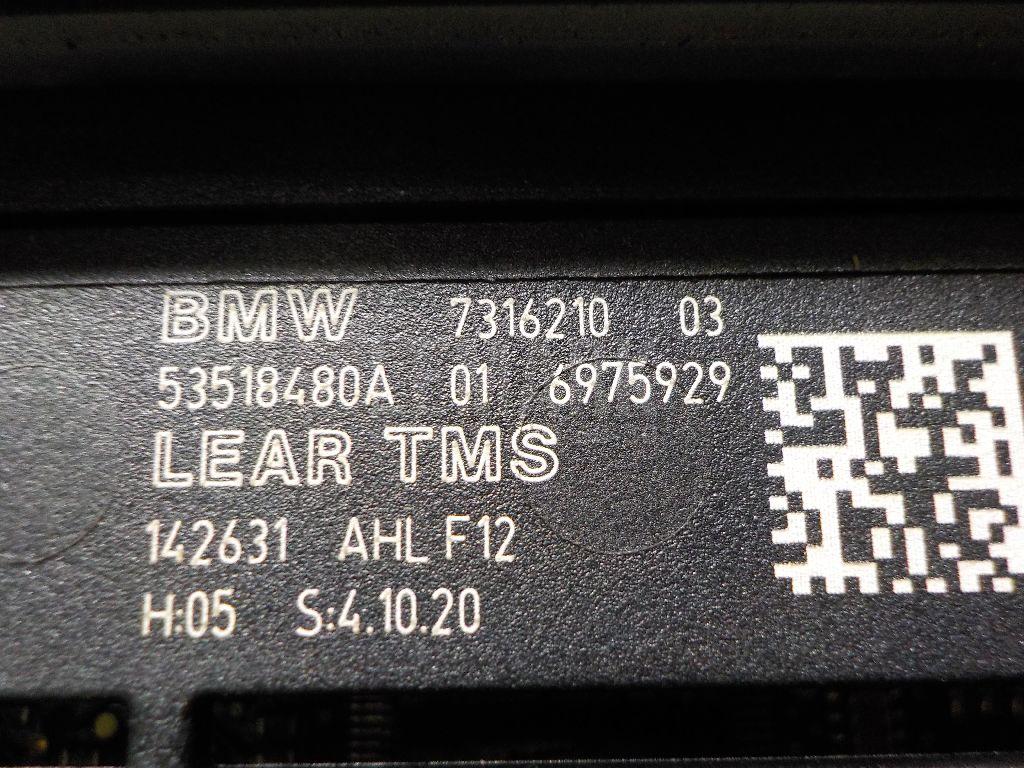 BMW 7316210 03
53518480A 01 6975929
LEAR TMS
142631 AHL F12
H:05 S:4.10.20